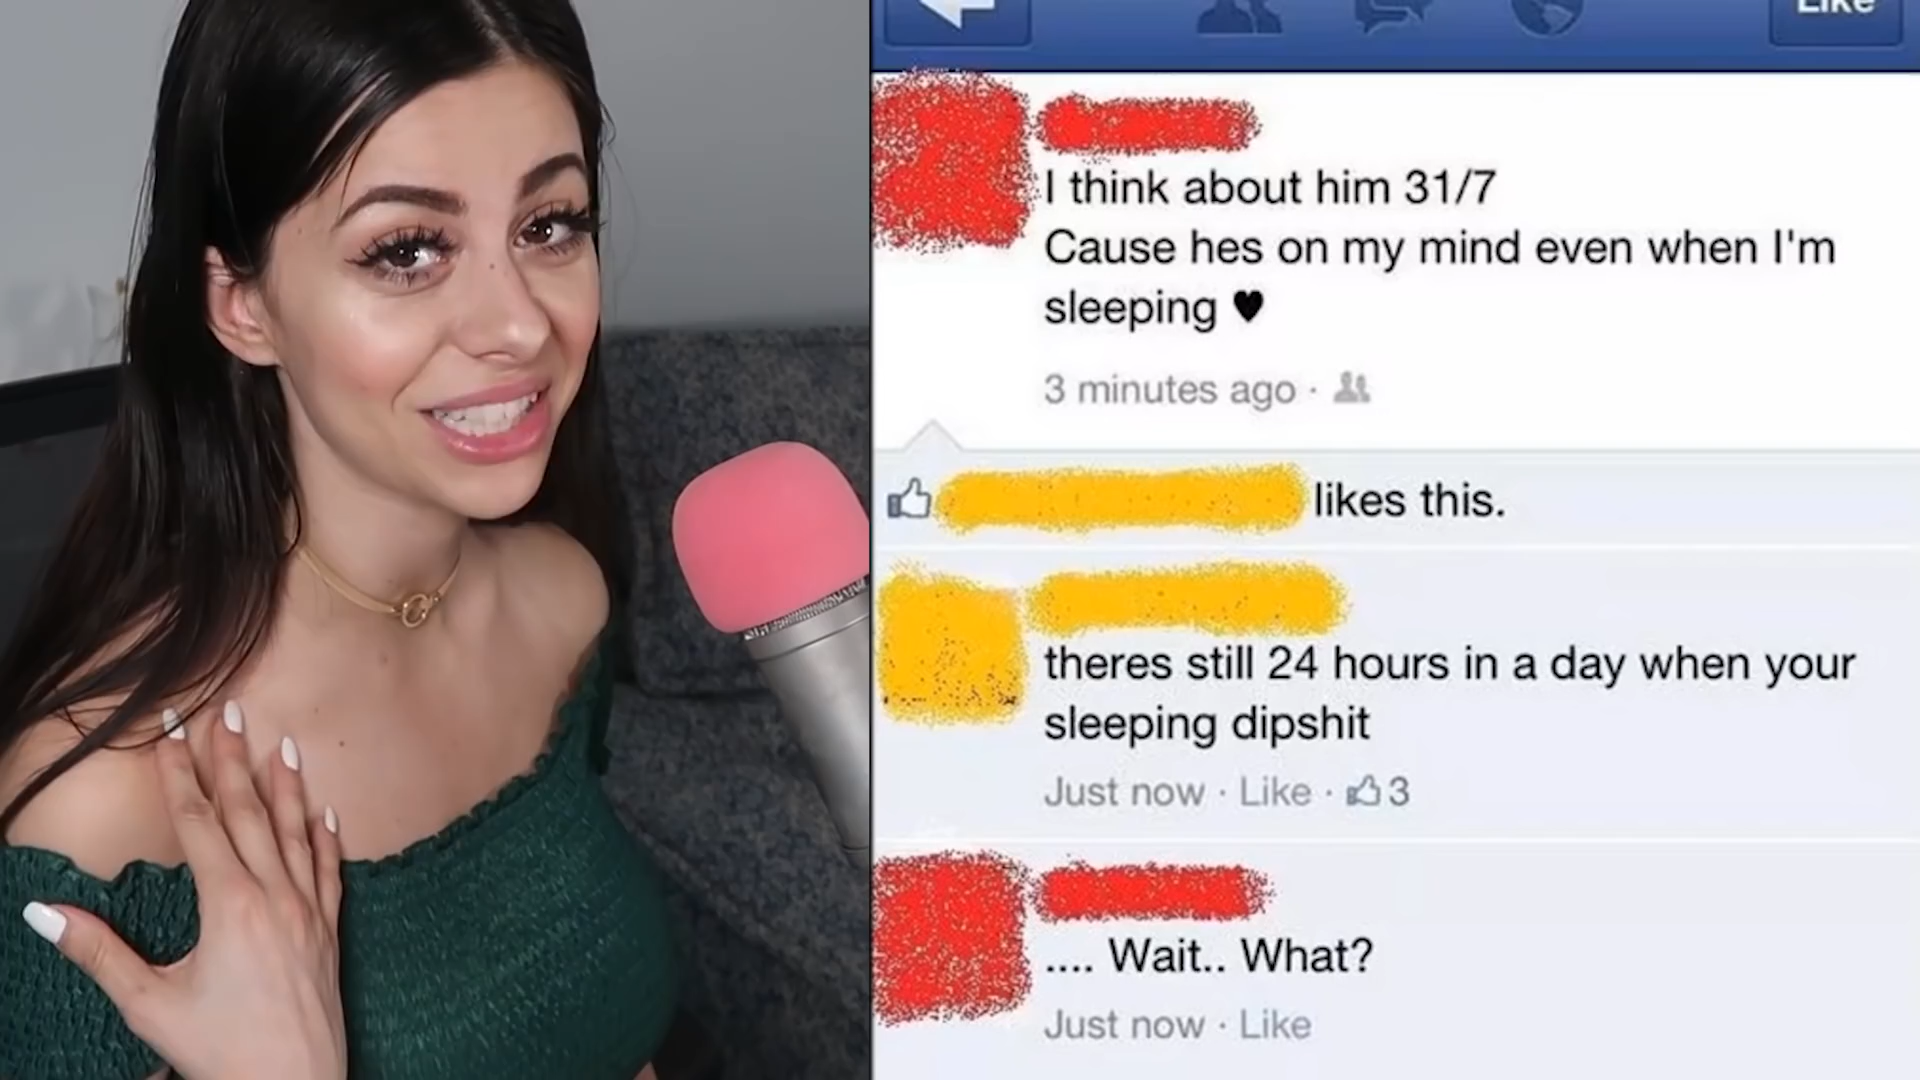 Like
I think about him 31/7
Cause hes on my mind even when I'm
sleeping ♥
3 minutes ago ·
likes this.
theres still 24 hours in a day when your
sleeping dipshit
Just now · Like · 3
.... Wait.. What?
Just now · Like